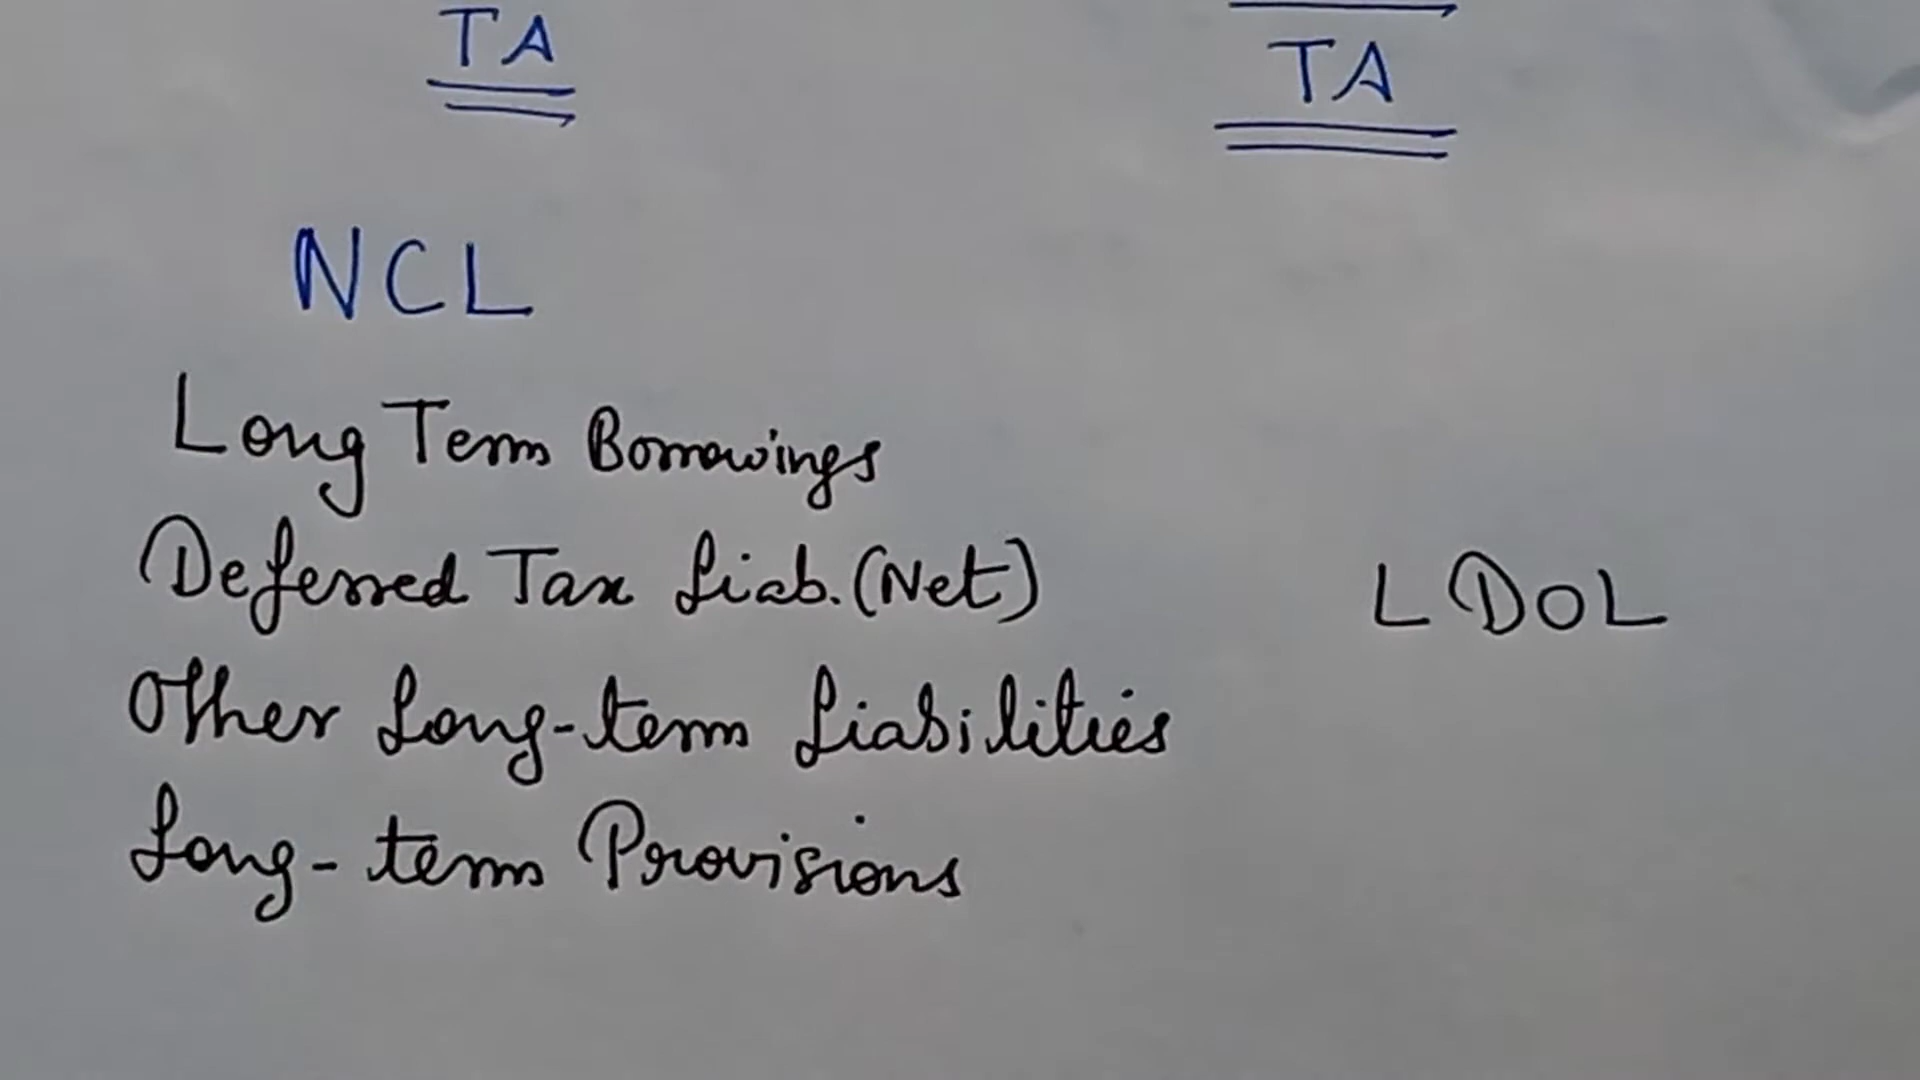 TA
TA
NCL
Long Term Borrowings
Deferred Tax Liab. (Net)
LDOL
Other Long-term Liabilities
Long-term Provisions